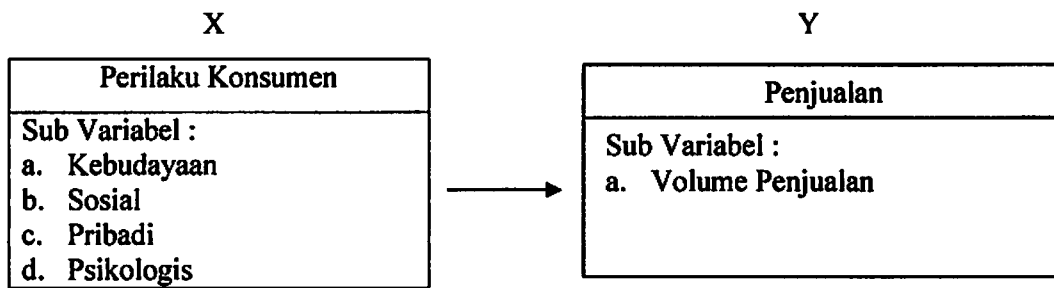 X
Perilaku Konsumen
Sub Variabel :
a. Kebudayaan
b. Sosial
c. Pribadi
d. Psikologis
Y
Penjualan
Sub Variabel :
a. Volume Penjualan